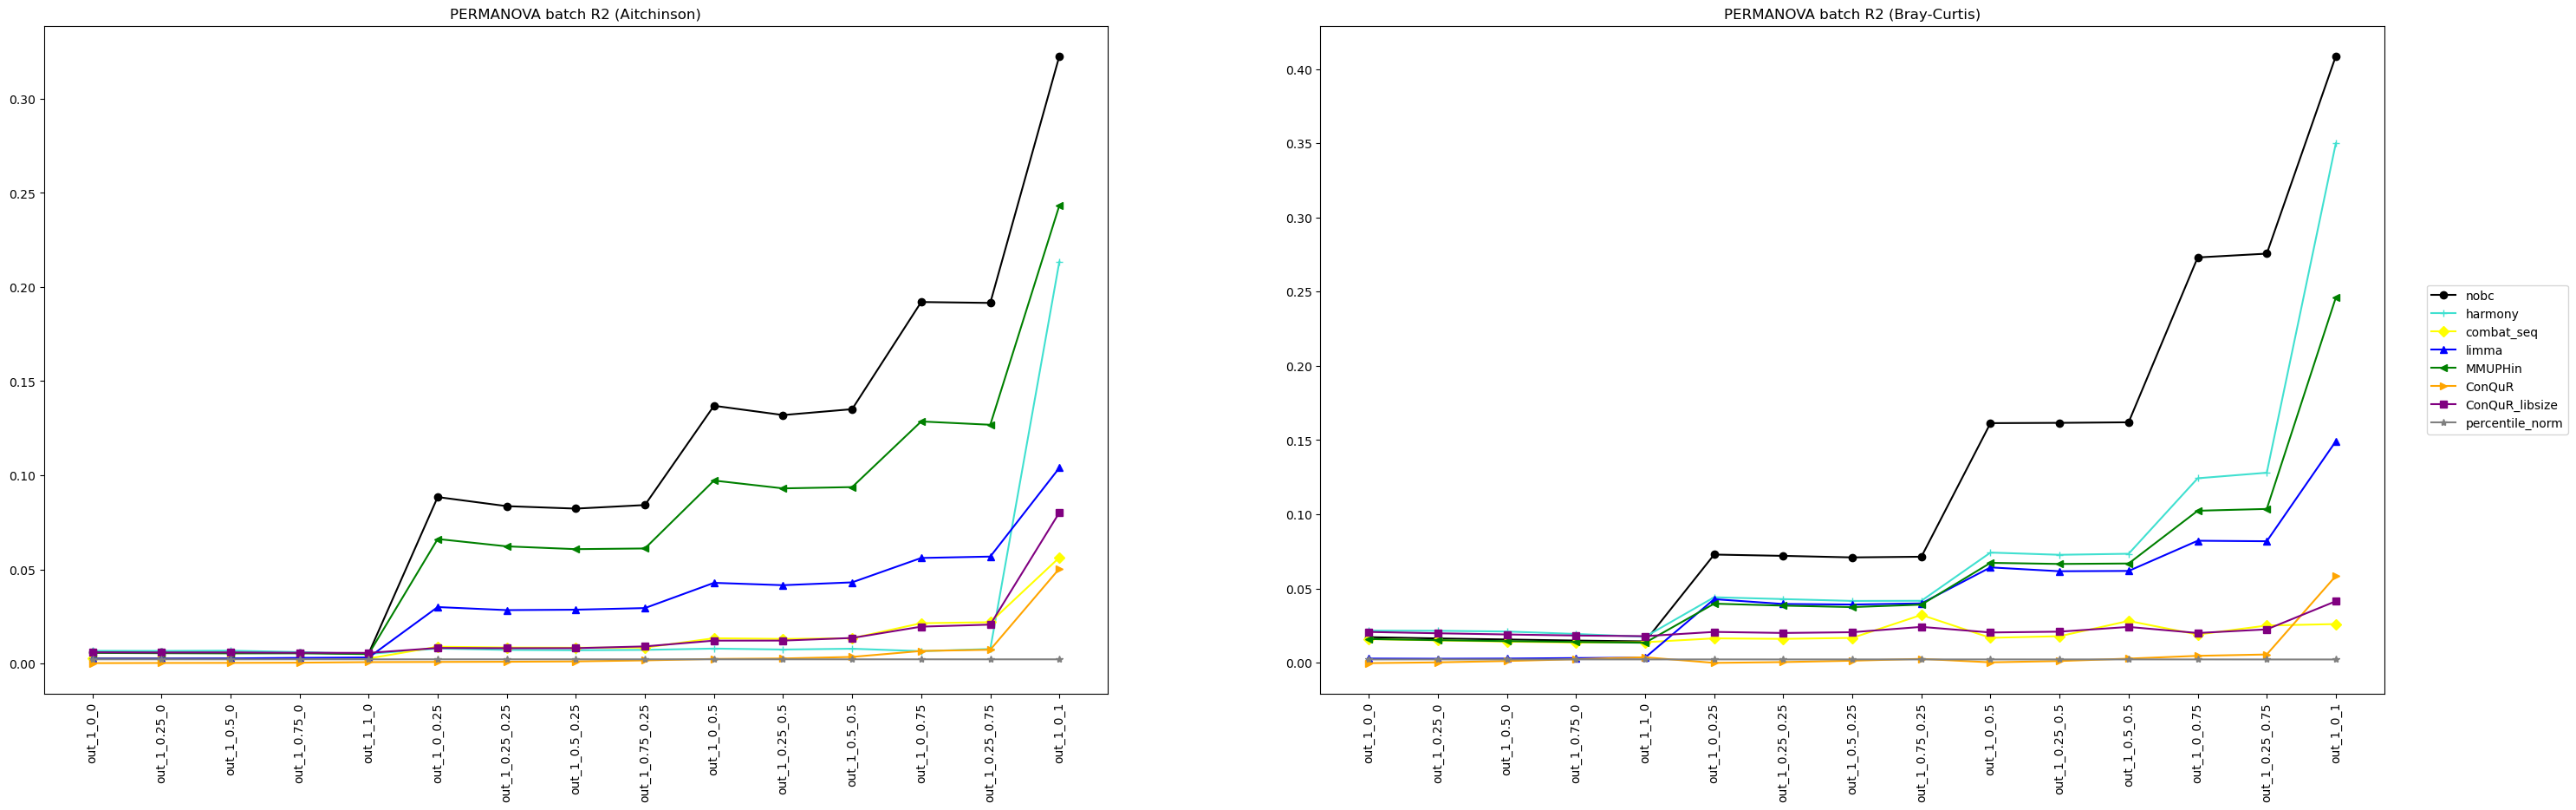 PERMANOVA batch R2 (Aitchinson)
0.30
0.25
0.20
0.15
0.10
0.05
0.00
out_1_0_0
out_1_0.25_0
out_1_0.5_0
out_1_0.75_0
out_1_1_0
out_1_0_0.25
out_1_0.25_0.25
out_1_0.5_0.25
out_1_0.75_0.25
out_1_0_0.5
out_1_0.25_0.5
out_1_0.5_0.5
out_1_0_0.75
out_1_0.25_0.75
out_1_0_1
PERMANOVA batch R2 (Bray-Curtis)
0.40
0.35
0.30
0.25
0.20
0.15
0.10
0.05
0.00
out_1_0_0
out_1_0.25_0
out_1_0.5_0
out_1_0.75_0
out_1_1_0
out_1_0_0.25
out_1_0.25_0.25
out_1_0.5_0.25
out_1_0.75_0.25
out_1_0_0.5
out_1_0.25_0.5
out_1_0.5_0.5
out_1_0_0.75
out_1_0.25_0.75
out_1_0_1
nobc
harmony
combat_seq
limma
MMUPHin
ConQuR
ConQuR_libsize
percentile_norm